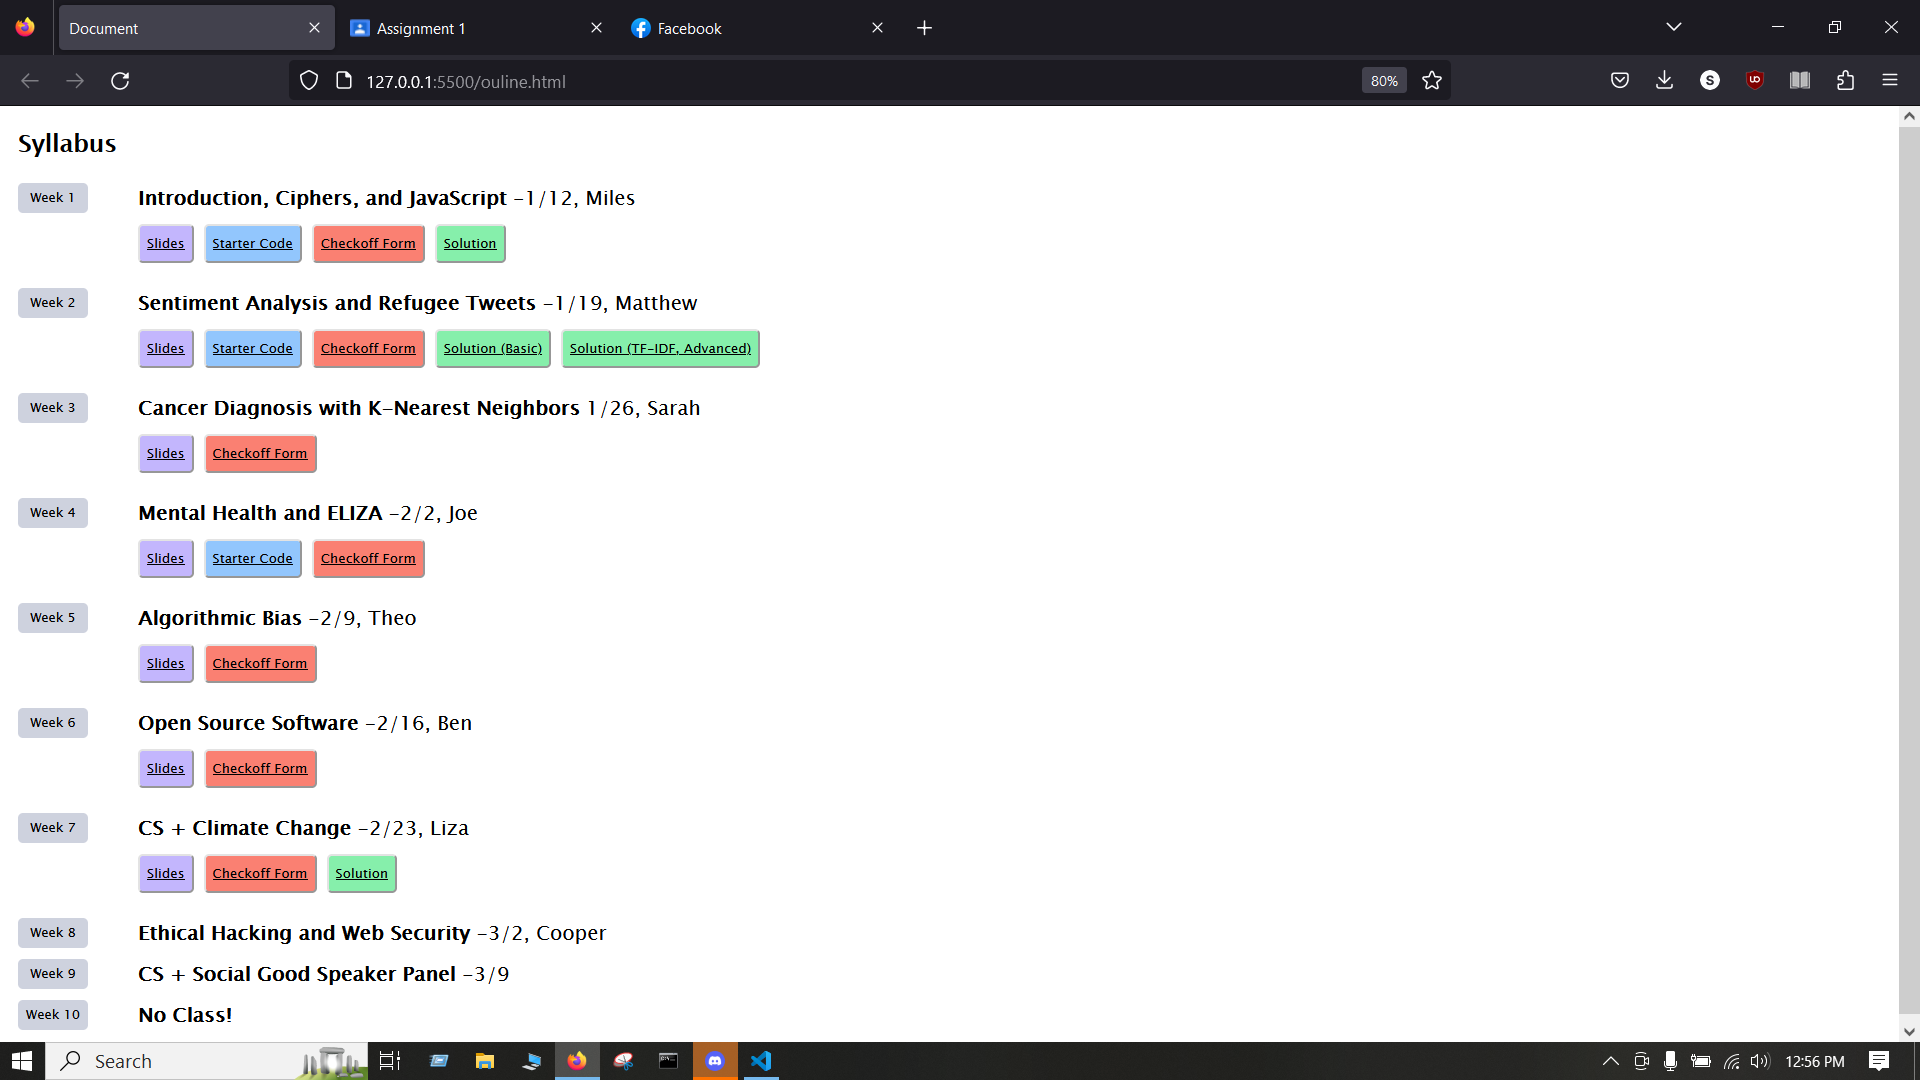 Document
Assignment 1
Facebook
127.0.0.1:5500/ouline.html
80%
Syllabus
Week 1
Introduction, Ciphers, and JavaScript -1/12, Miles
Slides Starter Code Checkoff Form Solution
Week 2
Sentiment Analysis and Refugee Tweets -1/19, Matthew
Slides Starter Code Checkoff Form Solution (Basic) Solution (TF-IDF, Advanced)
Week 3
Cancer Diagnosis with K-Nearest Neighbors 1/26, Sarah
Slides Checkoff Form
Week 4
Mental Health and ELIZA -2/2, Joe
Slides Starter Code Checkoff Form
Week 5
Algorithmic Bias -2/9, Theo
Slides Checkoff Form
Week 6
Open Source Software -2/16, Ben
Slides Checkoff Form
Week 7
CS + Climate Change -2/23, Liza
Slides Checkoff Form Solution
Week 8
Ethical Hacking and Web Security -3/2, Cooper
Week 9
CS + Social Good Speaker Panel -3/9
Week 10
No Class!
Search
12:56 PM